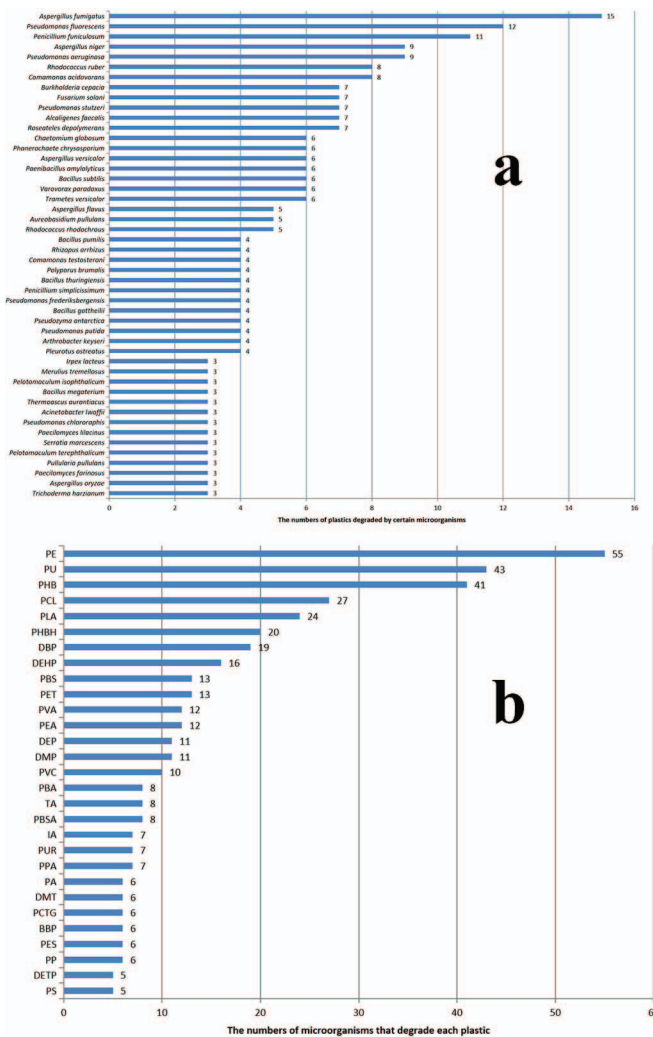 Aspergillus fumigatus 15
Pseudomonas fluorescens 12
Penicillium funiculosum 11
Aspergillus niger 9
Pseudomonas aeruginosa 9
Rhodococcus ruber 8
Comamonas acidovorans 8
Burkholderia cepacia 7
Fusarium solani 7
Pseudomonas stutzeri 7
Alcaligenes faecalis 7
Roseateles depolymerans 7
Chaetomium globosum 6
Phanerochaete chrysosporium 6
Aspergillus versicolor 6
Paenibacillus amylolyticus 6
Bacillus subtilis 6
Varovorax paradoxus 6
Trametes versicolor 6
Aspergillus flavus 5
Aureobasidium pullulans 5
Rhodococcus rhodochrous 5
Bacillus pumilis 4
Rhizopus arrhizus 4
Comamonas testosteroni 4
Polyporus brumalis 4
Bacillus thuringiensis 4
Penicillium simplicissimum 4
Pseudomonas frederiksbergensis 4
Bacillus gottheilii 4
Pseudozyma antarctica 4
Pseudomonas putida 4
Arthrobacter keyseri 4
Pleurotus ostreatus 4
Irpex lacteus 3
Merulius tremellosus 3
Pelotomaculum isophthalicum 3
Bacillus megaterium 3
Thermoascus aurantiacus 3
Acinetobacter lwoffii 3
Pseudomonas chlororaphis 3
Paecilomyces lilacinus 3
Serratia marcescens 3
Pelotomaculum terephthalicum 3
Pullularia pullulans 3
Paecilomyces farinosus 3
Aspergillus oryzae 3
Trichoderma harzianum 3
a
0 2 4 6 8 10 12 14 16
The numbers of plastics degraded by certain microorganisms
PE 55
PU 43
PHB 41
PCL 27
PLA 24
PHBH 20
DBP 19
DEHP 16
PBS 13
PET 13
PVA 12
PEA 12
DEP 11
DMP 11
PVC 10
PBA 8
TA 8
PBSA 8
IA 7
PUR 7
PPA 7
PA 6
DMT 6
PCTG 6
BBP 6
PES 6
PP 6
DETP 5
PS 5
b
0 10 20 30 40 50 60
The numbers of microorganisms that degrade each plastic